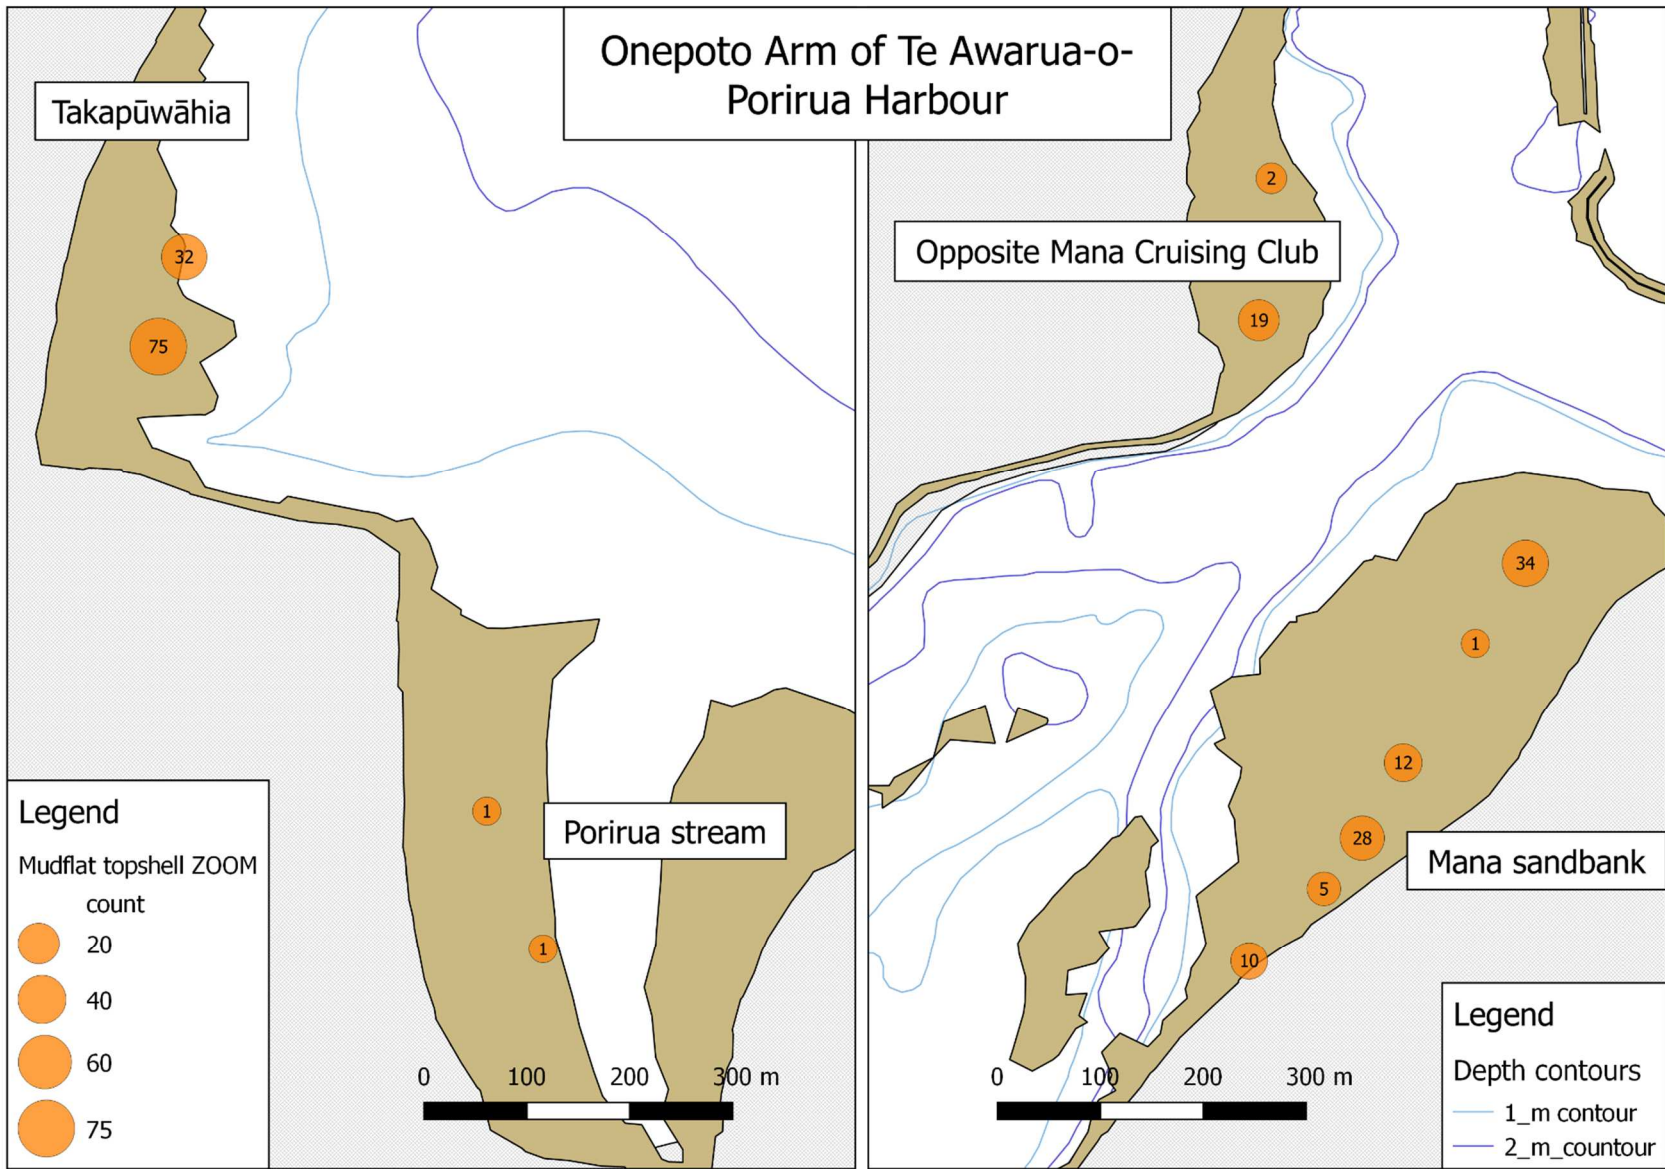 Onepoto Arm of Te Awarua-o-
Porirua Harbour
Takapūwāhia
32
75
1
Porirua stream
1
Legend
Mudflat topshell ZOOM
count
20
40
60
75
0 100 200 300 m
2
Opposite Mana Cruising Club
19
34
1
12
28
5
Mana sandbank
10
0 100 200 300 m
Legend
Depth contours
1_m contour
2_m_countour